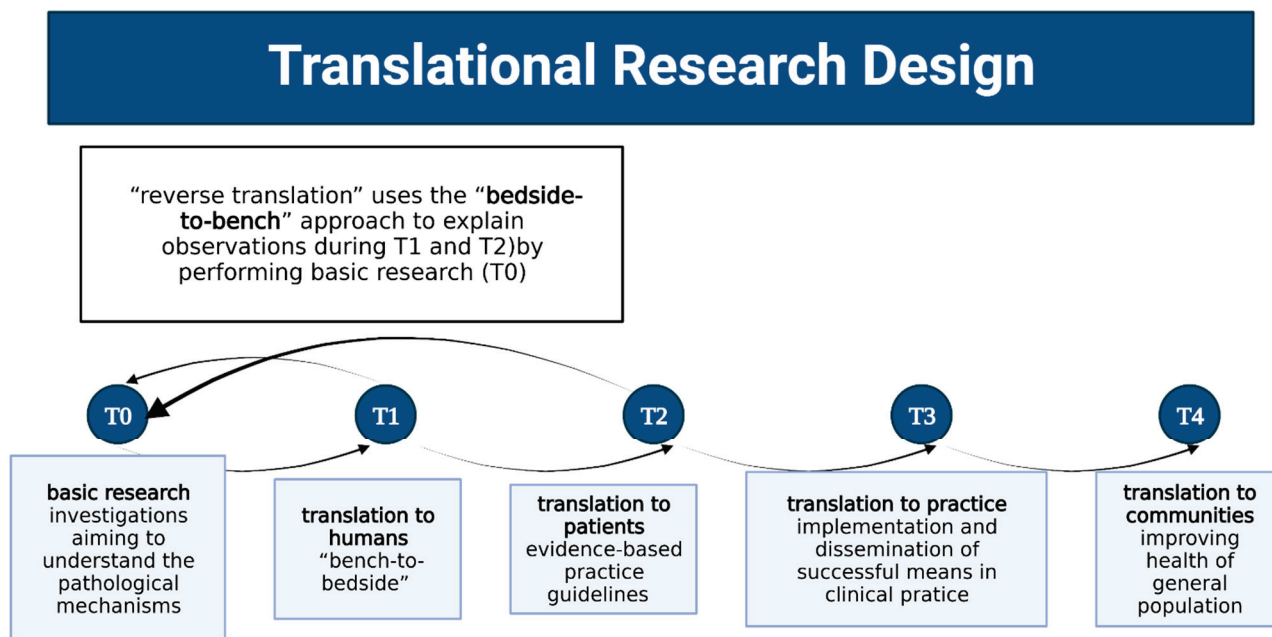 Translational Research Design
“reverse translation” uses the “bedside-
to-bench” approach to explain
observations during T1 and T2)by
performing basic research (T0)
T0
T1
T2
T3
T4
basic research
investigations
aiming to
understand the
pathological
mechanisms
translation to
humans
“bench-to-
bedside”
translation to
patients
evidence-based
practice
guidelines
translation to practice
implementation and
dissemination of
successful means in
clinical pratice
translation to
communities
improving
health of
general
population